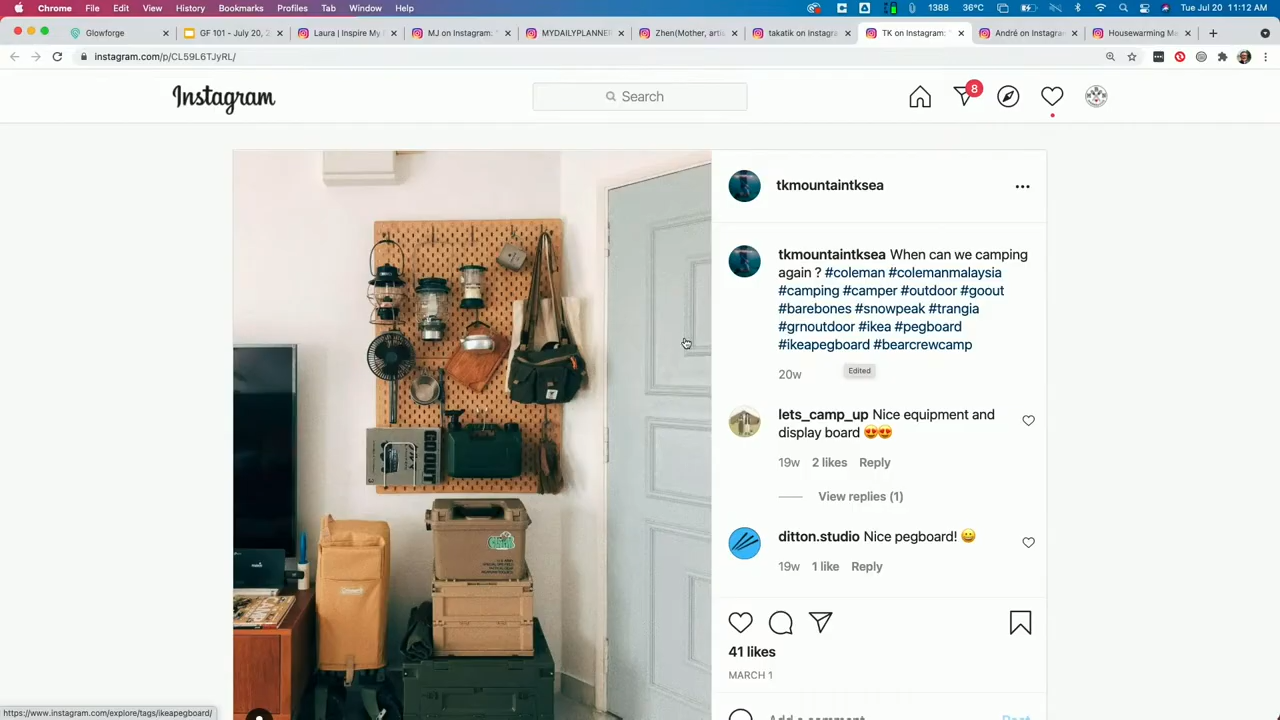 Chrome File Edit View History Bookmarks Profiles Tab Window Help
1388 36°C Tue Jul 20 11:12 AM
Glowforge
GF 101 - July 20, 2
Laura | Inspire My
MJ on Instagram:
MYDAILYPLANNER
Zhen(Mother, artis
takatik on Instagra
TK on Instagram:
André on Instagra
Housewarming M
instagram.com/p/CL59L6TJyRL/
Instagram
Search
8
tkmountaintksea
tkmountaintksea When can we camping
again ? #coleman #colemanmalaysia
#camping #camper #outdoor #goout
#barebones #snowpeak #trangia
#grnoutdoor #ikea #pegboard
#ikeapegboard #bearcrewcamp
20w
Edited
lets_camp_up Nice equipment and
display board 😍😍
19w 2 likes Reply
View replies (1)
ditton.studio Nice pegboard! 😀
19w 1 like Reply
41 likes
MARCH 1
Add a comment...
Post
https://www.instagram.com/explore/tags/ikeapegboard/